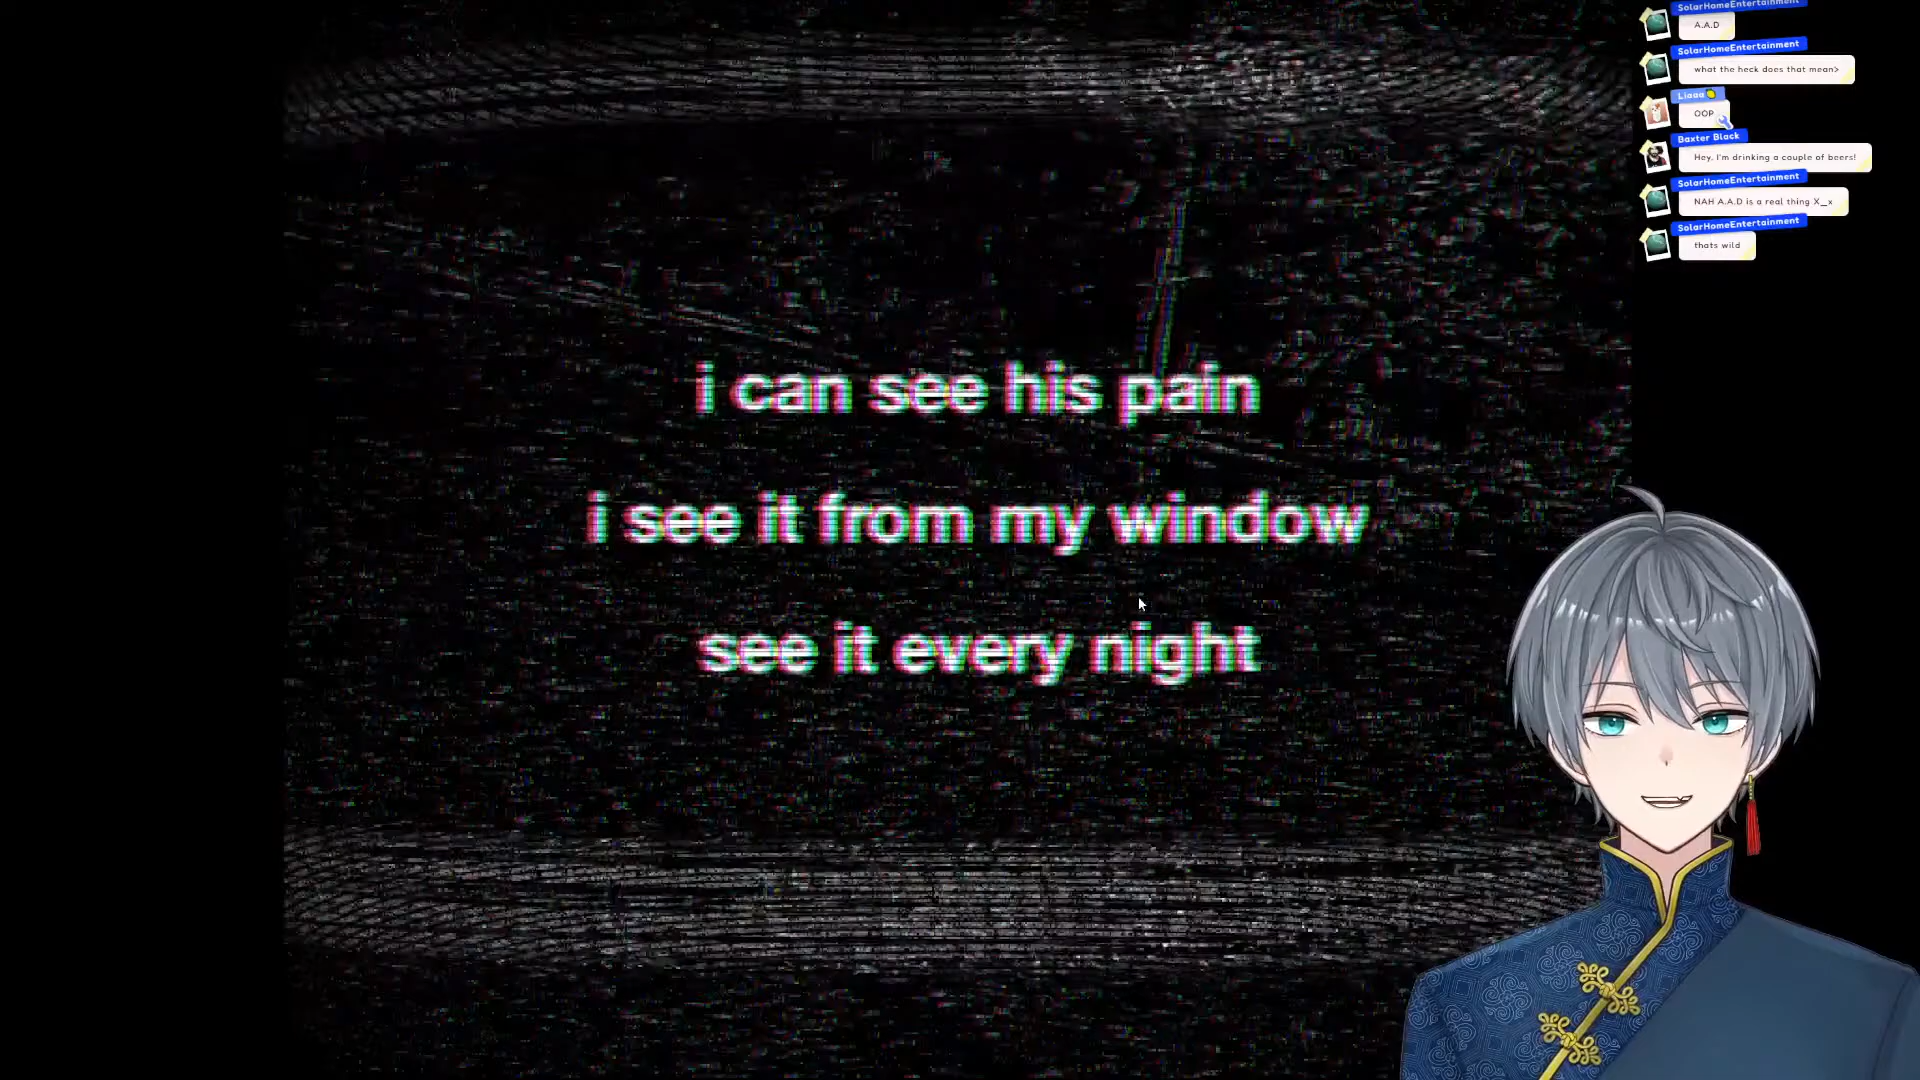 i can see his pain
i see it from my window
see it every night
SolarHomeEntertainment
A.A.D
SolarHomeEntertainment
what the heck does that mean>
Liaaa
OOP
Baxter Black
Hey, I'm drinking a couple of beers!
SolarHomeEntertainment
NAH A.A.D is a real thing X_x
SolarHomeEntertainment
thats wild